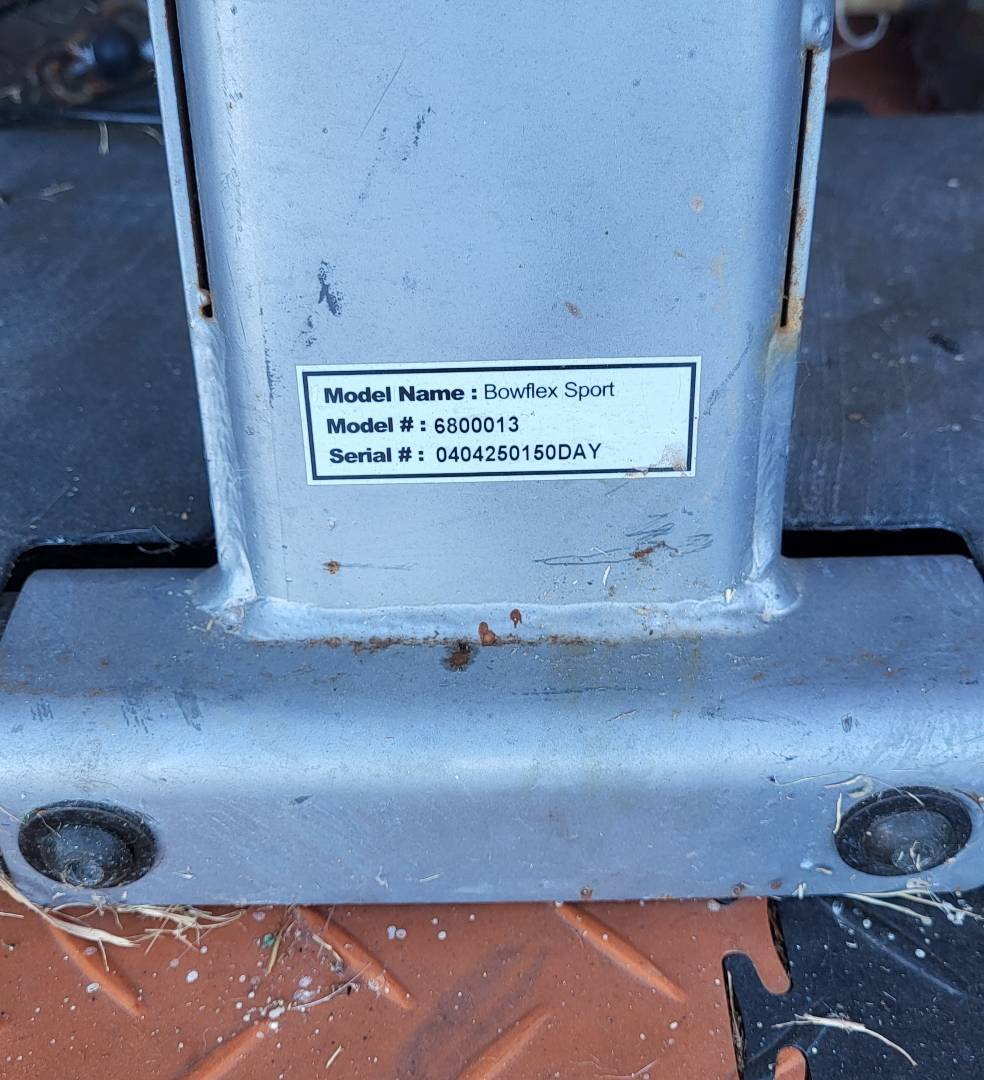 Model Name : Bowflex Sport
Model # : 6800013
Serial # : 0404250150DAY